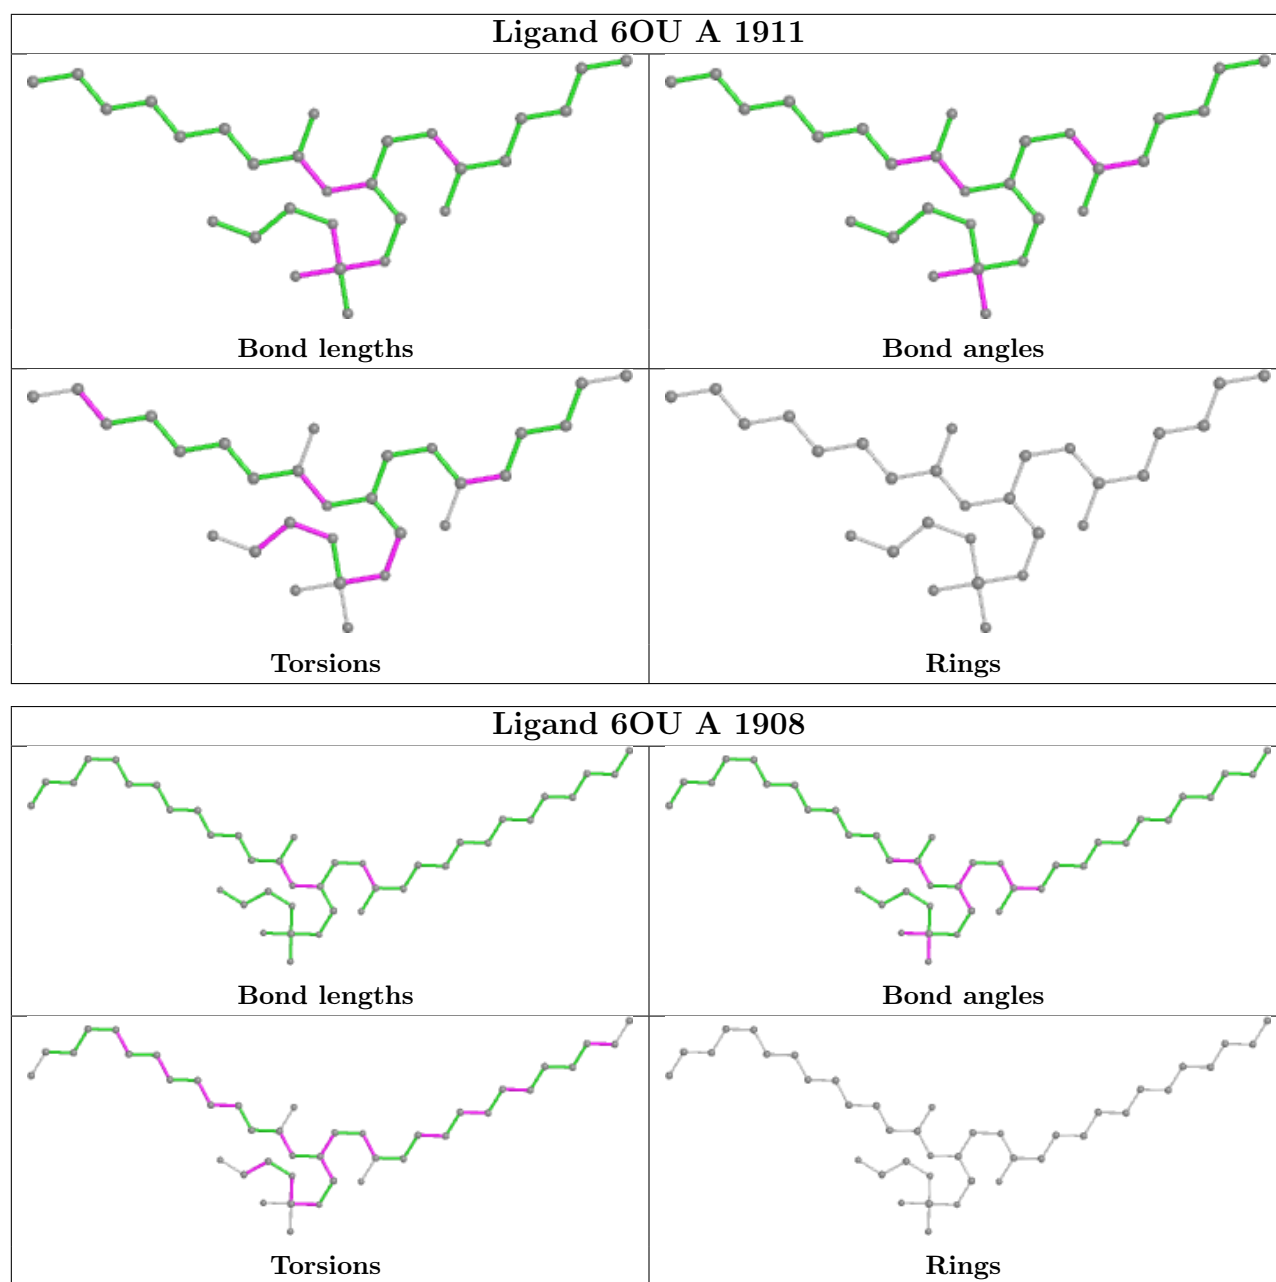 Ligand 6OU A 1911
Bond lengths
Bond angles
Torsions
Rings
Ligand 6OU A 1908
Bond lengths
Bond angles
Torsions
Rings